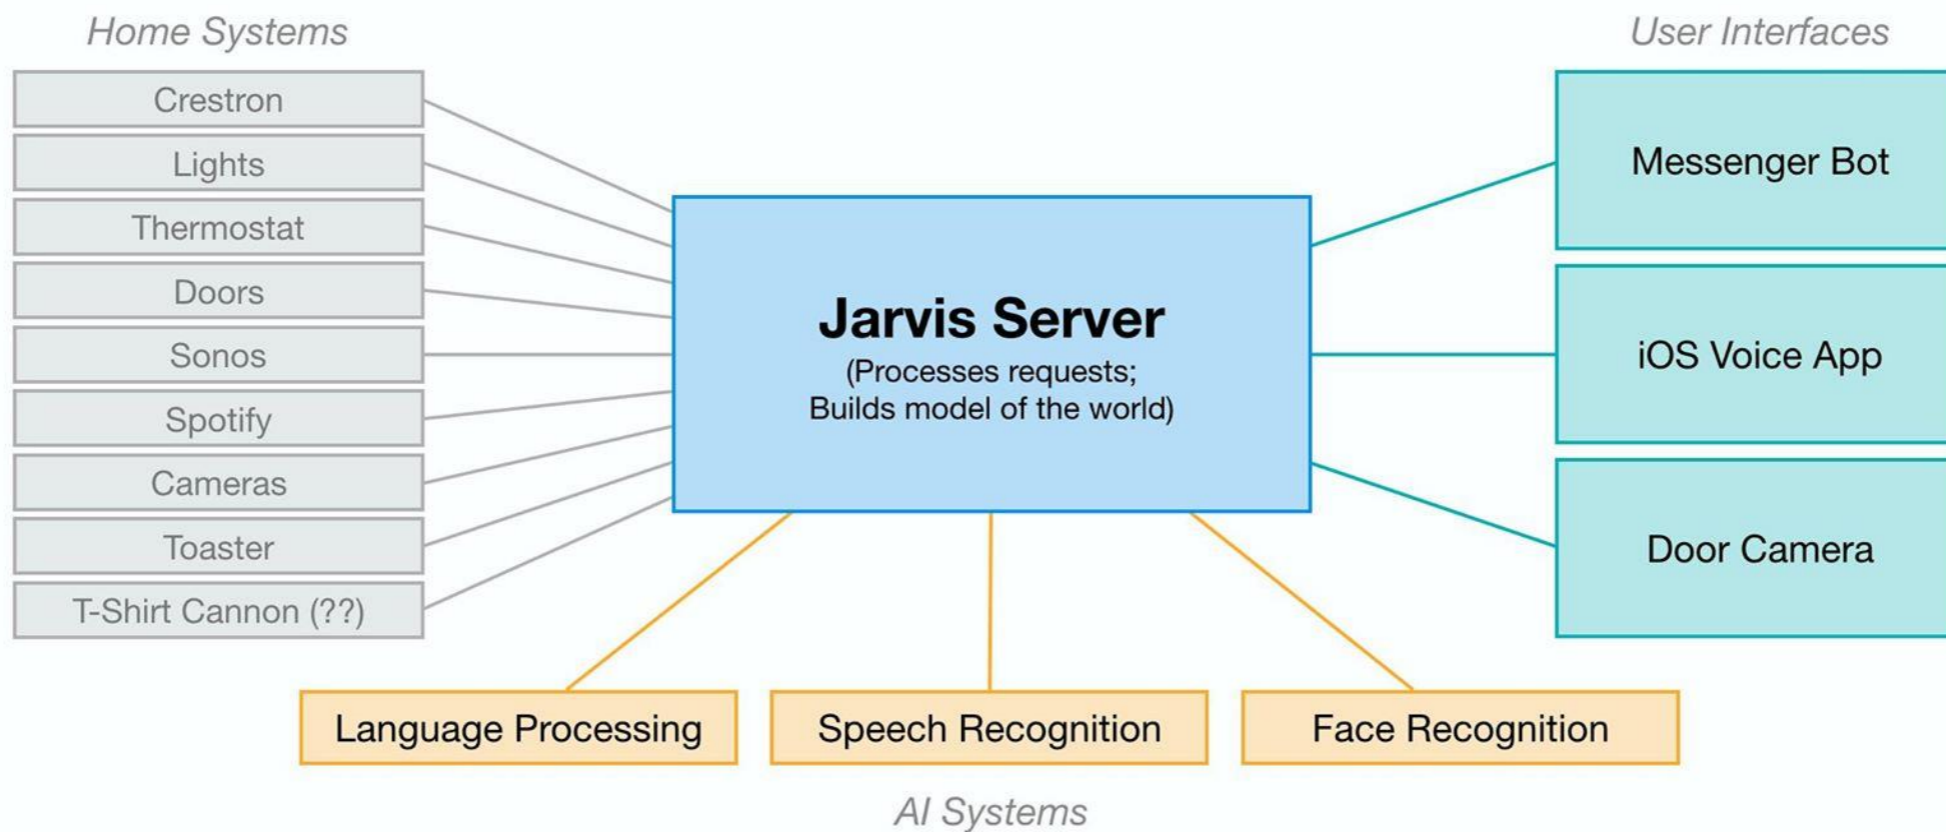 Home Systems
Crestron
Lights
Thermostat
Doors
Sonos
Spotify
Cameras
Toaster
T-Shirt Cannon (??)
Jarvis Server
(Processes requests;
Builds model of the world)
User Interfaces
Messenger Bot
iOS Voice App
Door Camera
Language Processing
Speech Recognition
Face Recognition
AI Systems